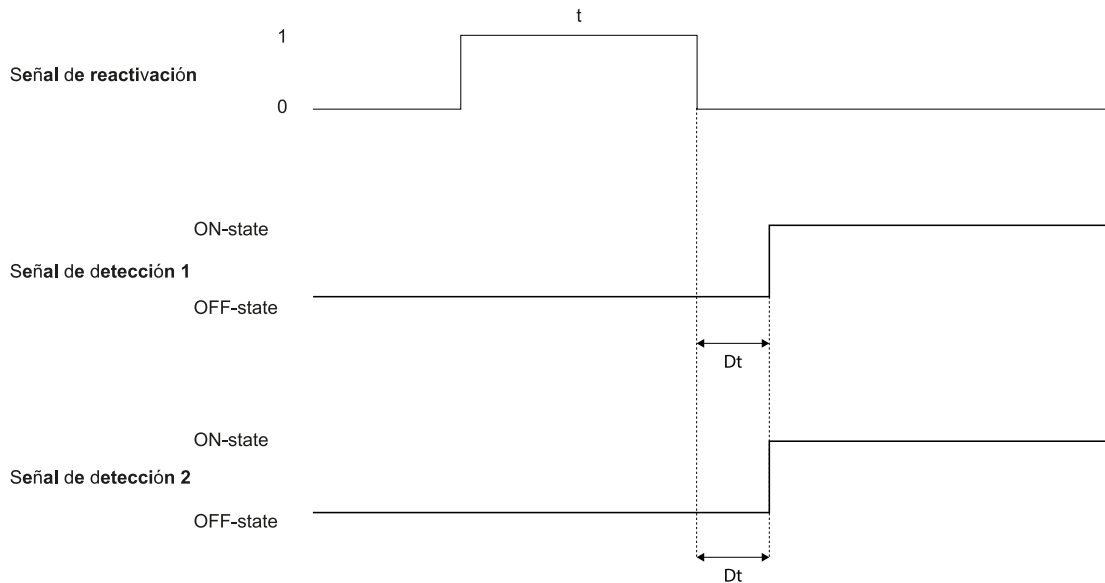 t
1
Señal de reactivación
0
ON-state
Señal de detección 1
OFF-state
Dt
ON-state
Señal de detección 2
OFF-state
Dt